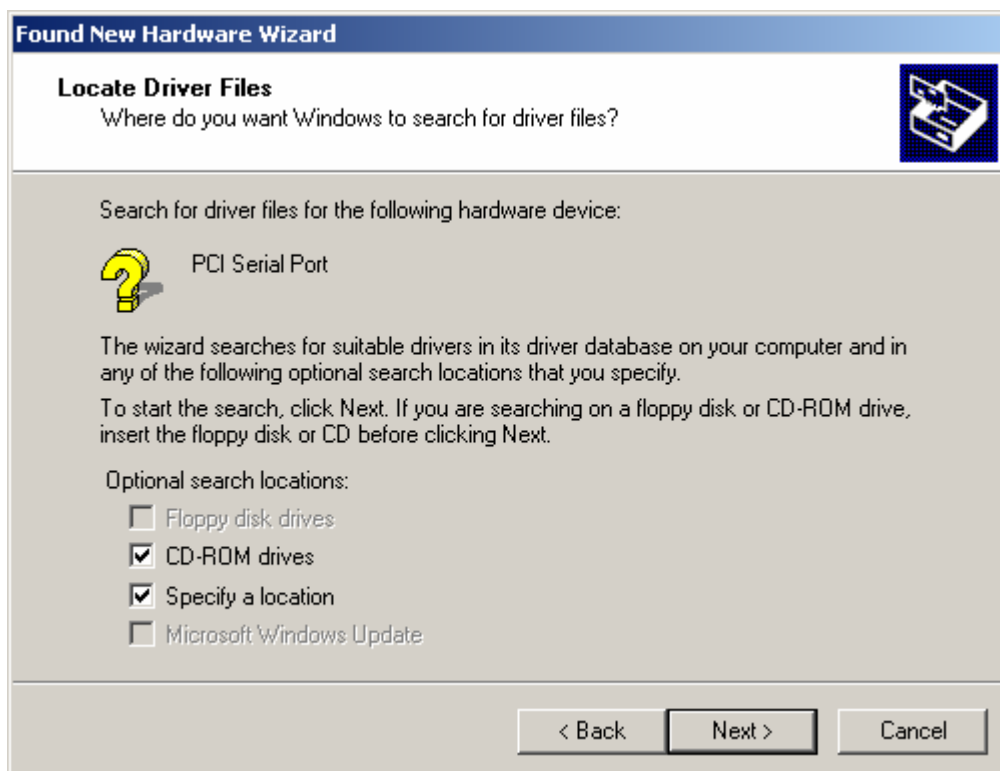 Found New Hardware Wizard
Locate Driver Files
Where do you want Windows to search for driver files?
Search for driver files for the following hardware device:
PCI Serial Port
The wizard searches for suitable drivers in its driver database on your computer and in
any of the following optional search locations that you specify.
To start the search, click Next. If you are searching on a floppy disk or CD-ROM drive,
insert the floppy disk or CD before clicking Next.
Optional search locations:
Floppy disk drives
CD-ROM drives
Specify a location
Microsoft Windows Update
< Back Next > Cancel